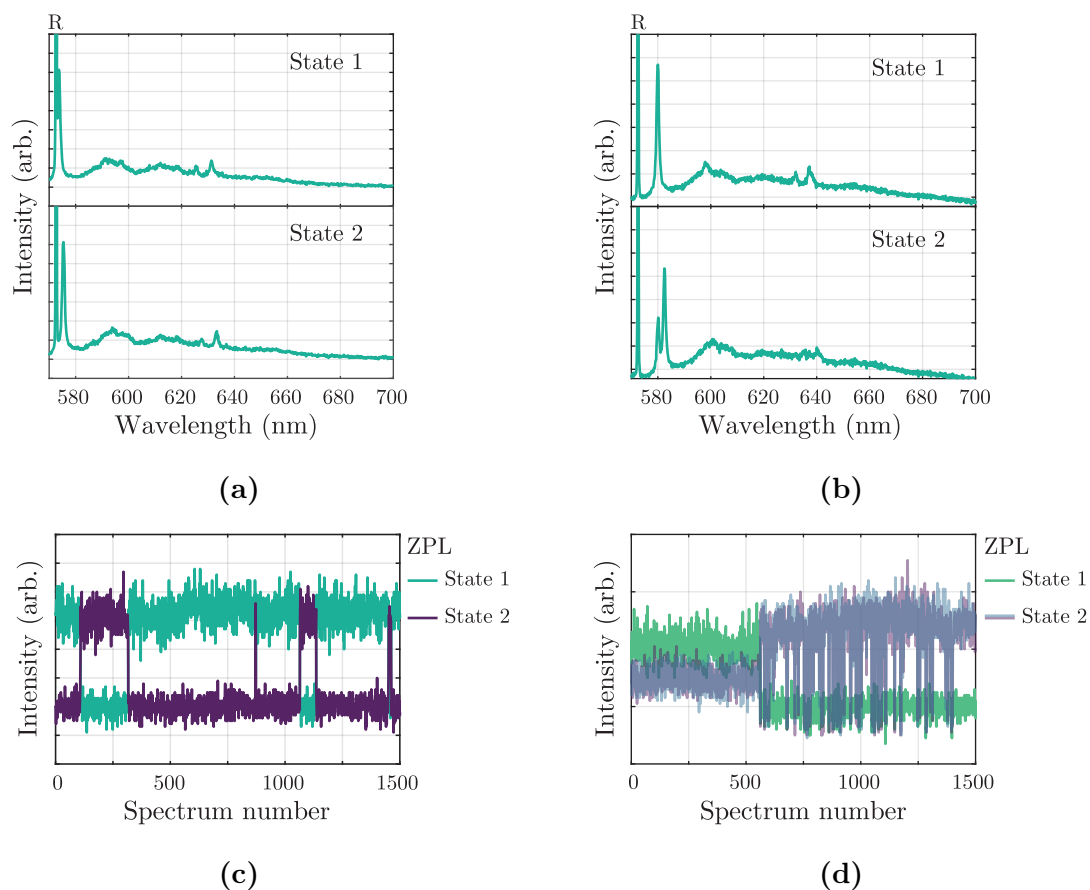 R
State 1
State 2
Intensity (arb.)
580 600 620 640 660 680 700
Wavelength (nm)
(a)
R
State 1
State 2
Intensity (arb.)
580 600 620 640 660 680 700
Wavelength (nm)
(b)
ZPL
State 1
State 2
Intensity (arb.)
0 500 1000 1500
Spectrum number
(c)
ZPL
State 1
State 2
Intensity (arb.)
0 500 1000 1500
Spectrum number
(d)